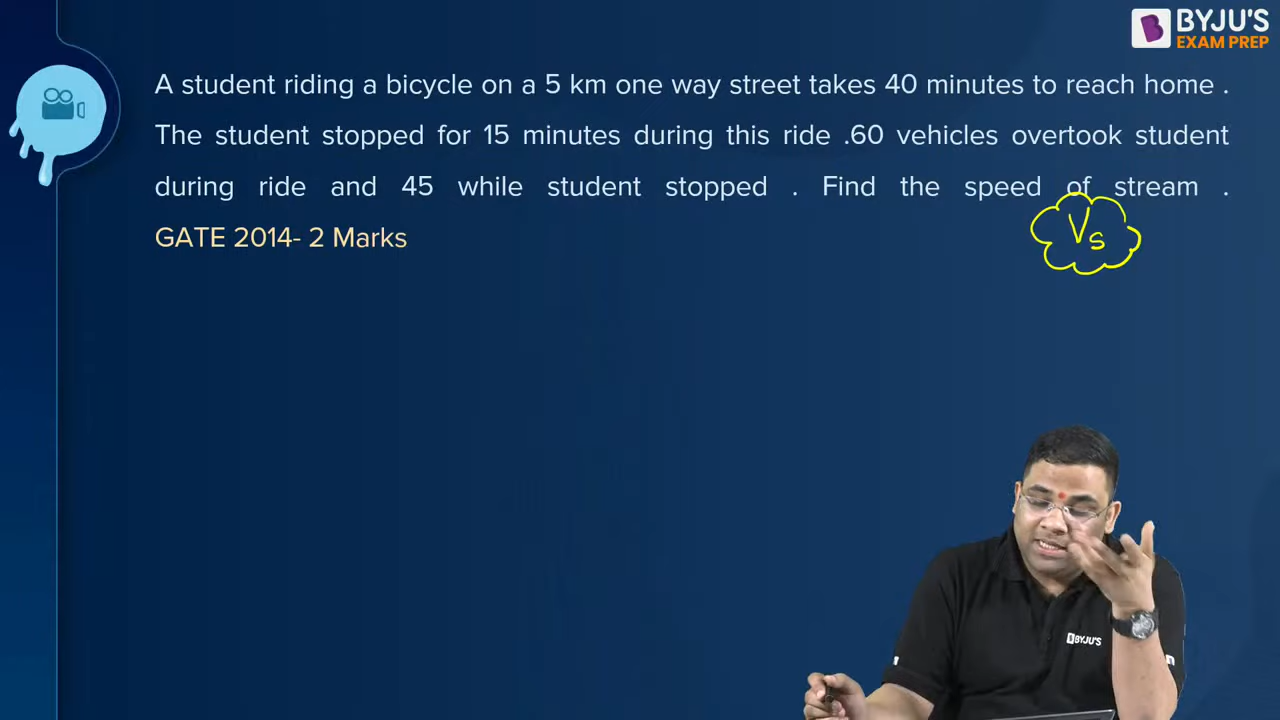 BYJU'S
EXAM PREP
A student riding a bicycle on a 5 km one way street takes 40 minutes to reach home .
The student stopped for 15 minutes during this ride .60 vehicles overtook student
during ride and 45 while student stopped . Find the speed of stream .
GATE 2014- 2 Marks
Vs
BYJU'S